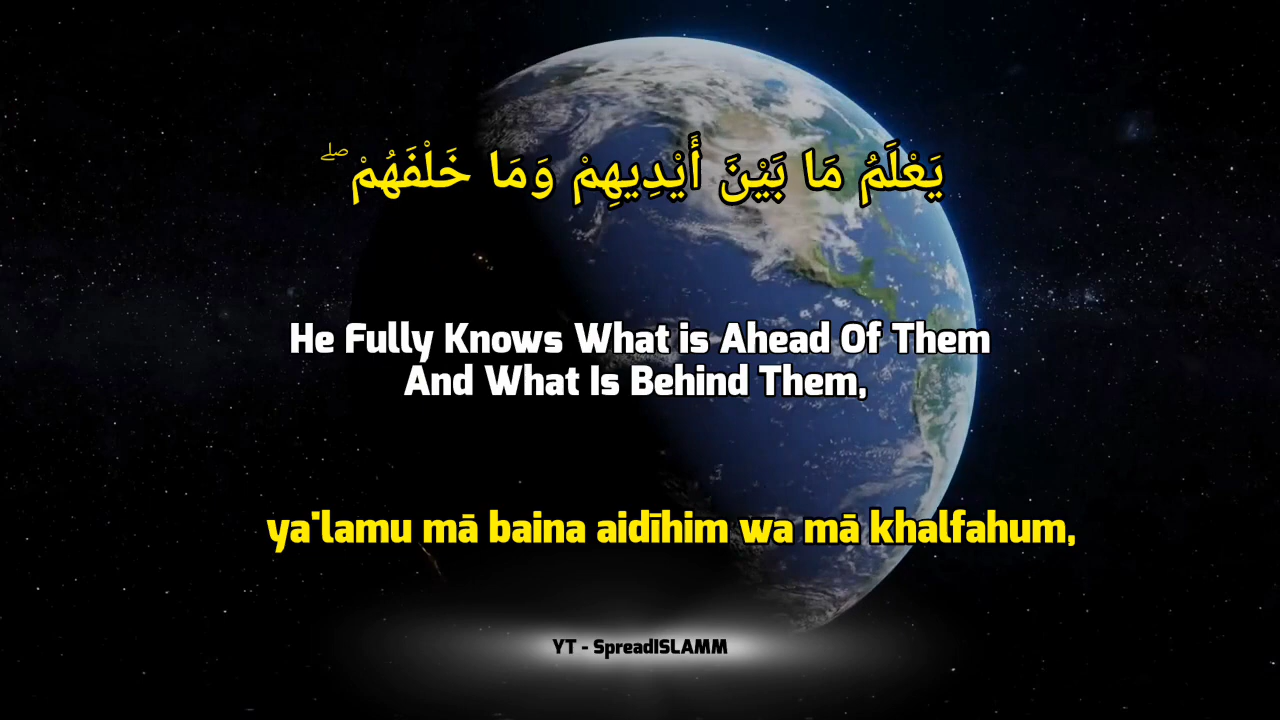 يَعْلَمُ مَا بَيْنَ أَيْدِيهِمْ وَمَا خَلْفَهُمْ ۖ
He Fully Knows What is Ahead Of Them
And What Is Behind Them,
ya'lamu mā baina aidīhim wa mā khalfahum,
YT - SpreadISLAMM